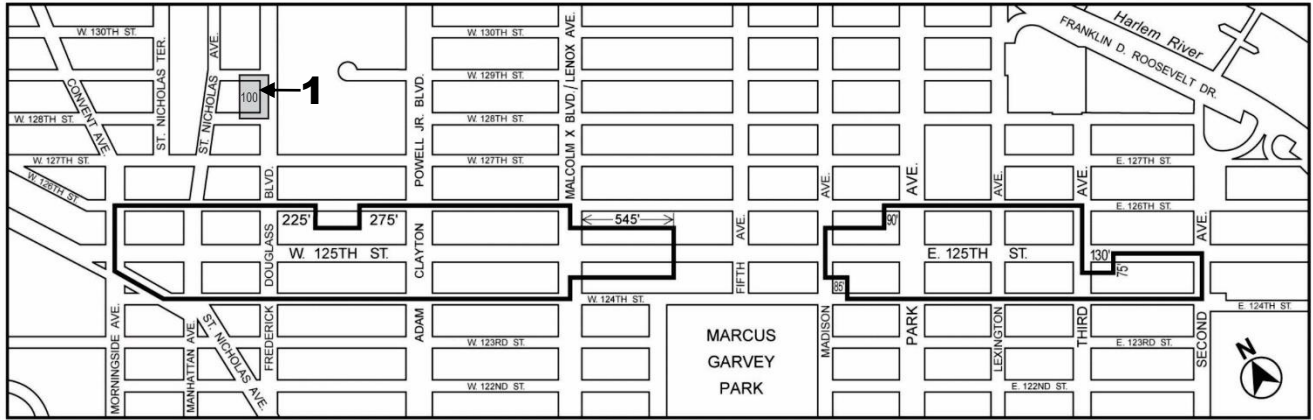 W. 130TH ST.
W. 130TH ST.
Harlem River
FRANKLIN D. ROOSEVELT DR.
CONVENT AVE.
ST. NICHOLAS TER.
ST. NICHOLAS AVE.
100
1
W. 129TH ST.
W. 128TH ST.
W. 128TH ST.
W. 127TH ST.
W. 127TH ST.
E. 127TH ST.
W. 126TH ST.
E. 126TH ST.
FREDERICK DOUGLASS BLVD.
ADAM CLAYTON POWELL JR. BLVD.
MALCOLM X BLVD / LENOX AVE.
FIFTH AVE.
MADISON AVE.
PARK AVE.
LEXINGTON AVE.
THIRD AVE.
SECOND AVE.
225'
275'
545'
90'
W. 125TH ST.
E. 125TH ST.
130'
75'
85'
W. 124TH ST.
E. 124TH ST.
MORNINGSIDE AVE.
MANHATTAN AVE.
ST. NICHOLAS AVE.
W. 123RD ST.
E. 123RD ST.
W. 122ND ST.
E. 122ND ST.
MARCUS
GARVEY
PARK
N